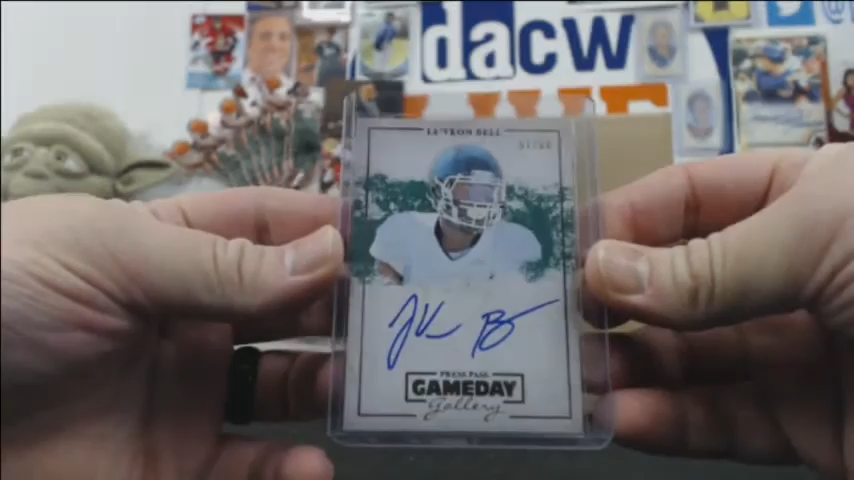 dacw
LE'VEON BELL
PRESS PASS
GAMEDAY
Gallery